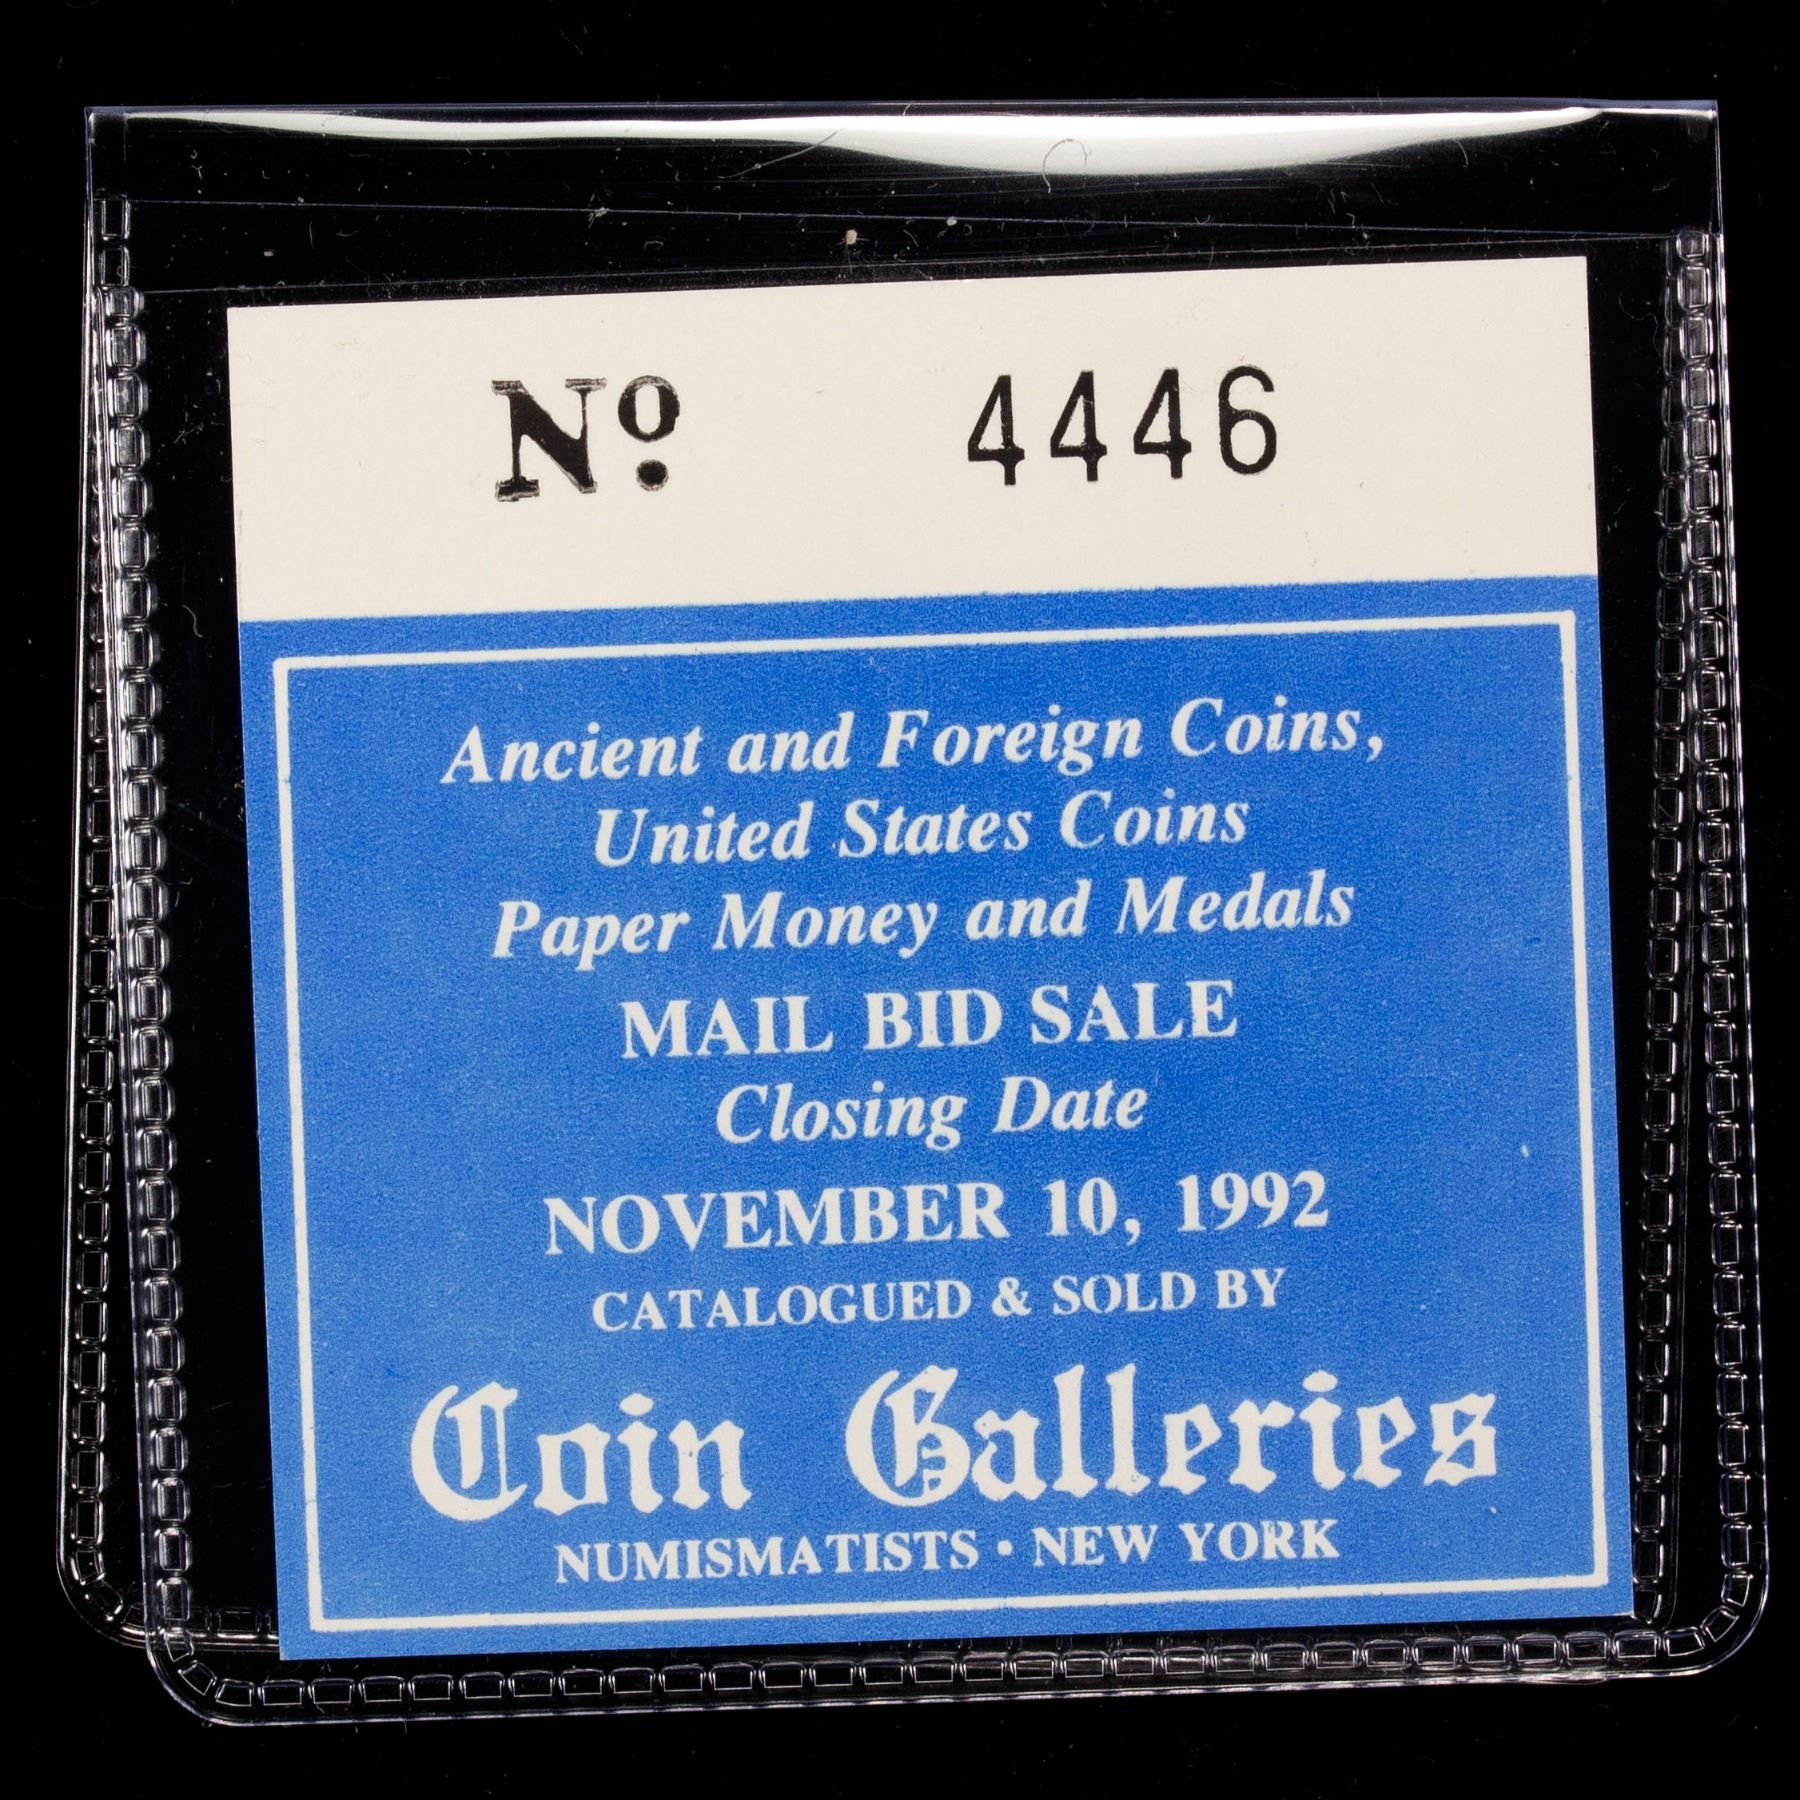 Nº 4446
Ancient and Foreign Coins,
United States Coins
Paper Money and Medals
MAIL BID SALE
Closing Date
NOVEMBER 10, 1992
CATALOGUED & SOLD BY
Coin Galleries
NUMISMATISTS • NEW YORK